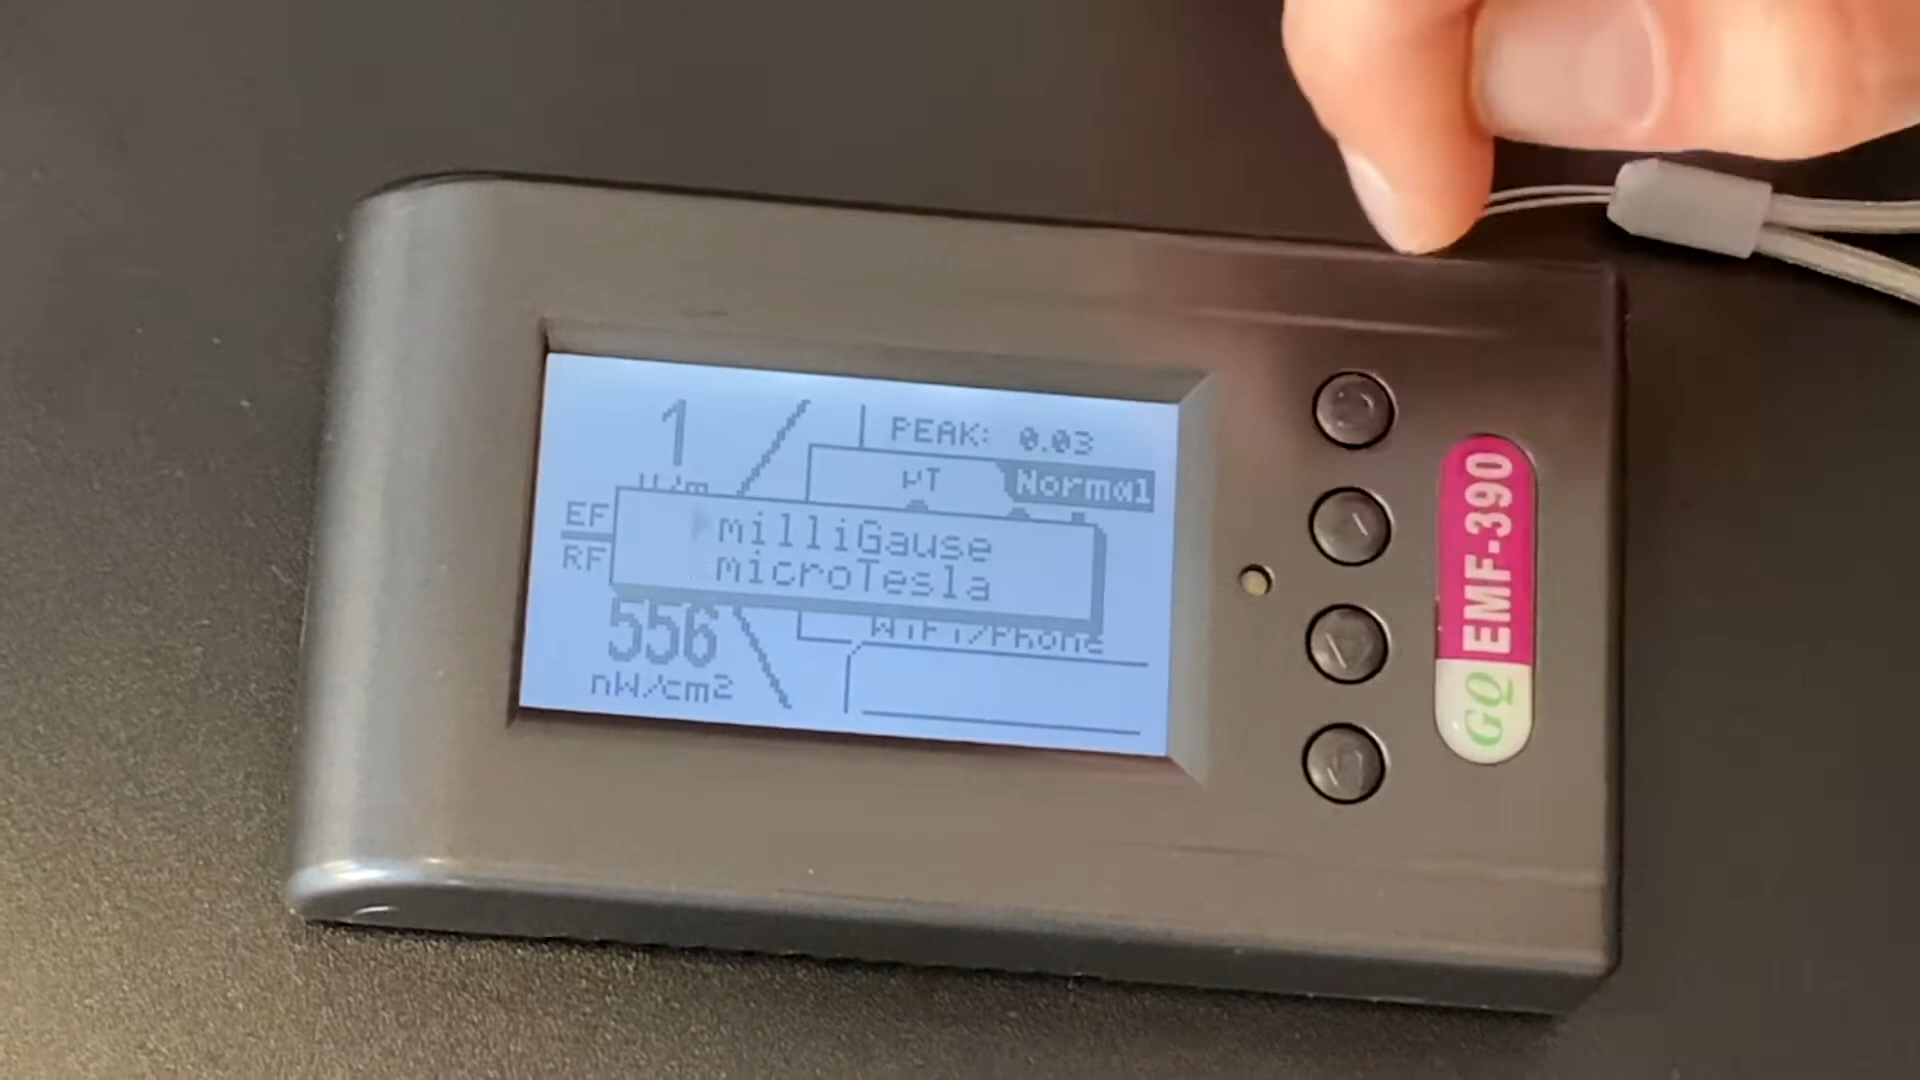 1
PEAK: 0.03
V/m
µT
Normal
EF
RF
milliGause
microTesla
556
WiFi/Phone
nW/cm2
GQ EMF-390